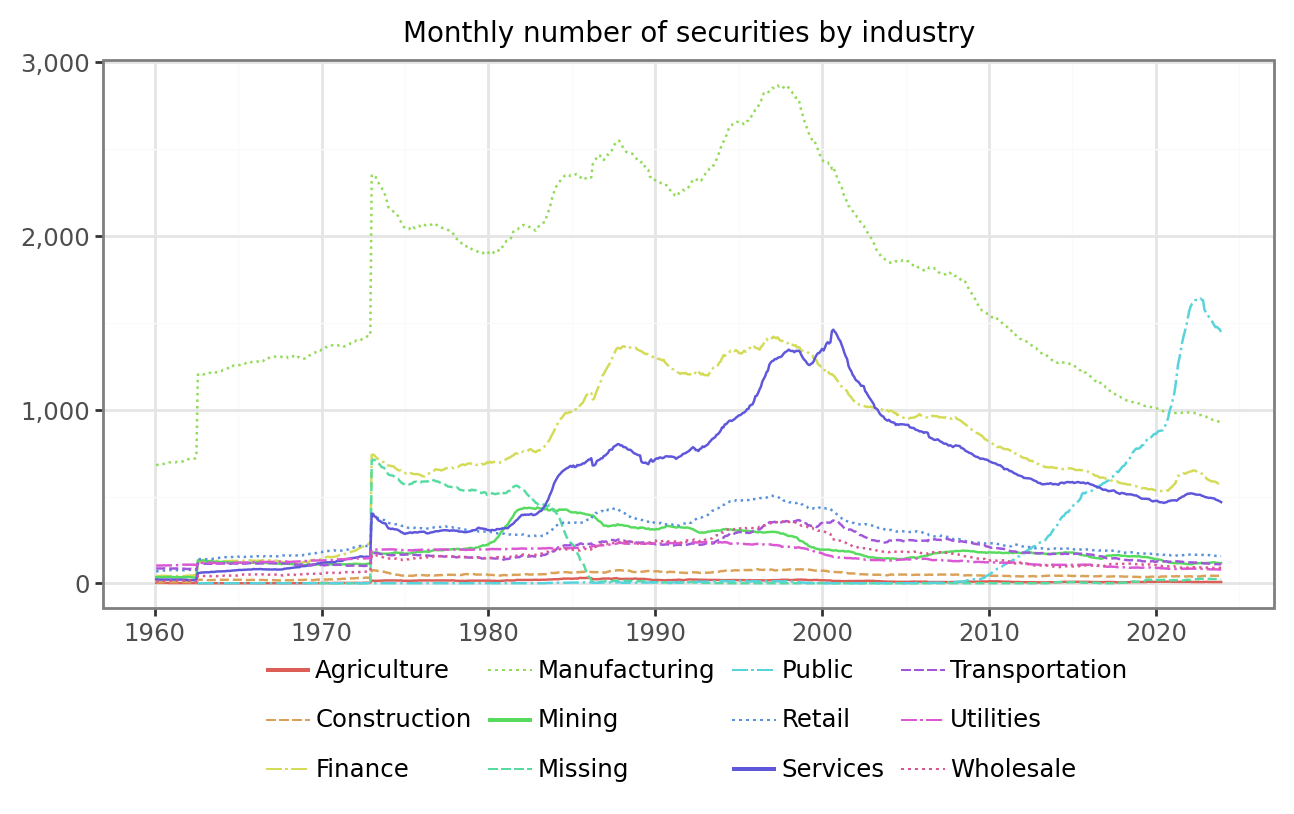 Monthly number of securities by industry
3,000
2,000
1,000
0
1960 1970 1980 1990 2000 2010 2020
Agriculture Manufacturing Public Transportation
Construction Mining Retail Utilities
Finance Missing Services Wholesale